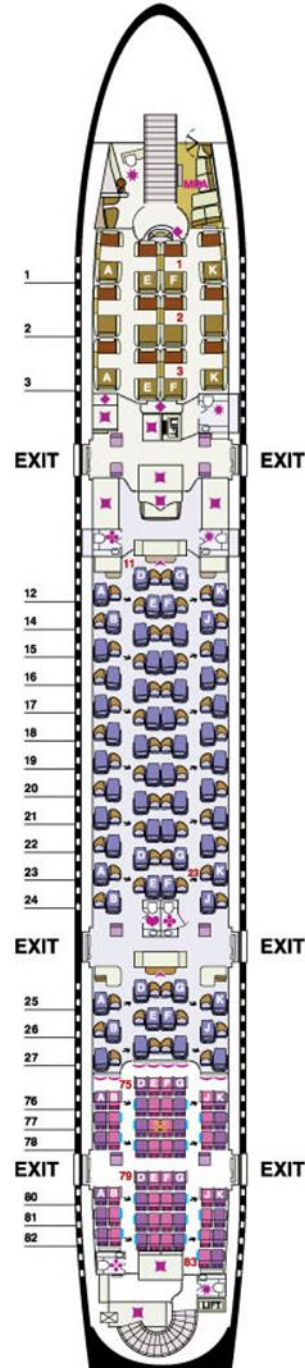 MPA
1
1
A
E
F
K
2
2
3
3
A
E
F
K
LIFT
EXIT
EXIT
11
D
G
12
A
E
F
K
14
B
J
15
16
17
18
19
20
21
22
D
G
23
A
23
K
24
B
E
F
J
EXIT
EXIT
D
G
25
A
K
E
F
26
B
J
27
75
D
E
F
G
76
A
B
J
K
77
78
EXIT
79
EXIT
D
E
F
G
80
A
B
J
K
81
82
83
LIFT